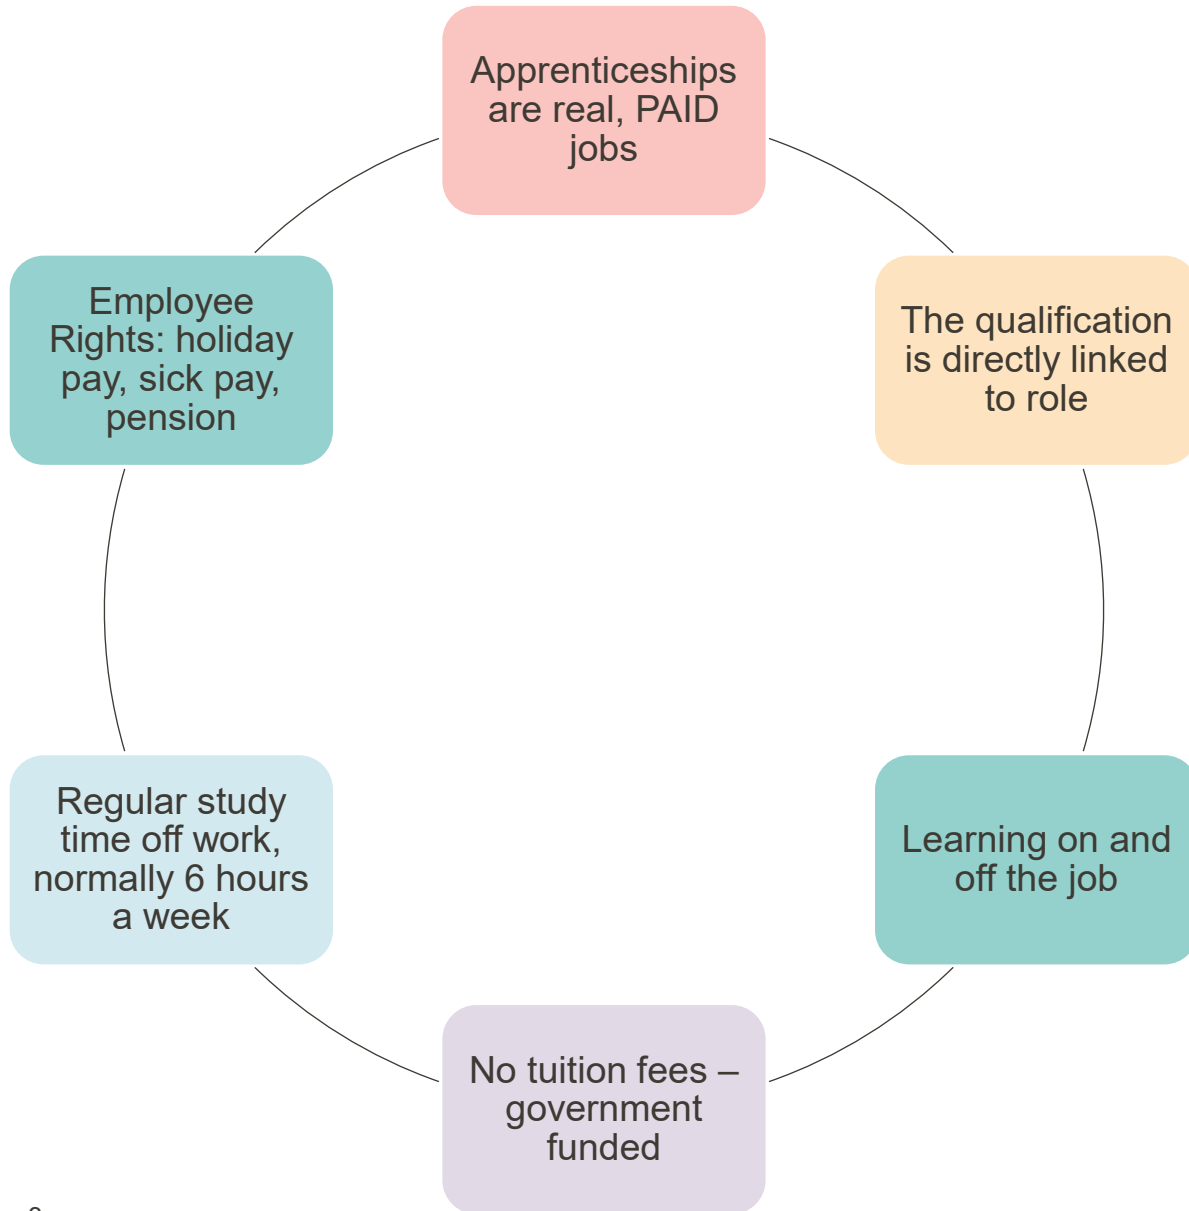 Apprenticeships
are real, PAID
jobs
The qualification
is directly linked
to role
Learning on and
off the job
No tuition fees –
government
funded
Regular study
time off work,
normally 6 hours
a week
Employee
Rights: holiday
pay, sick pay,
pension